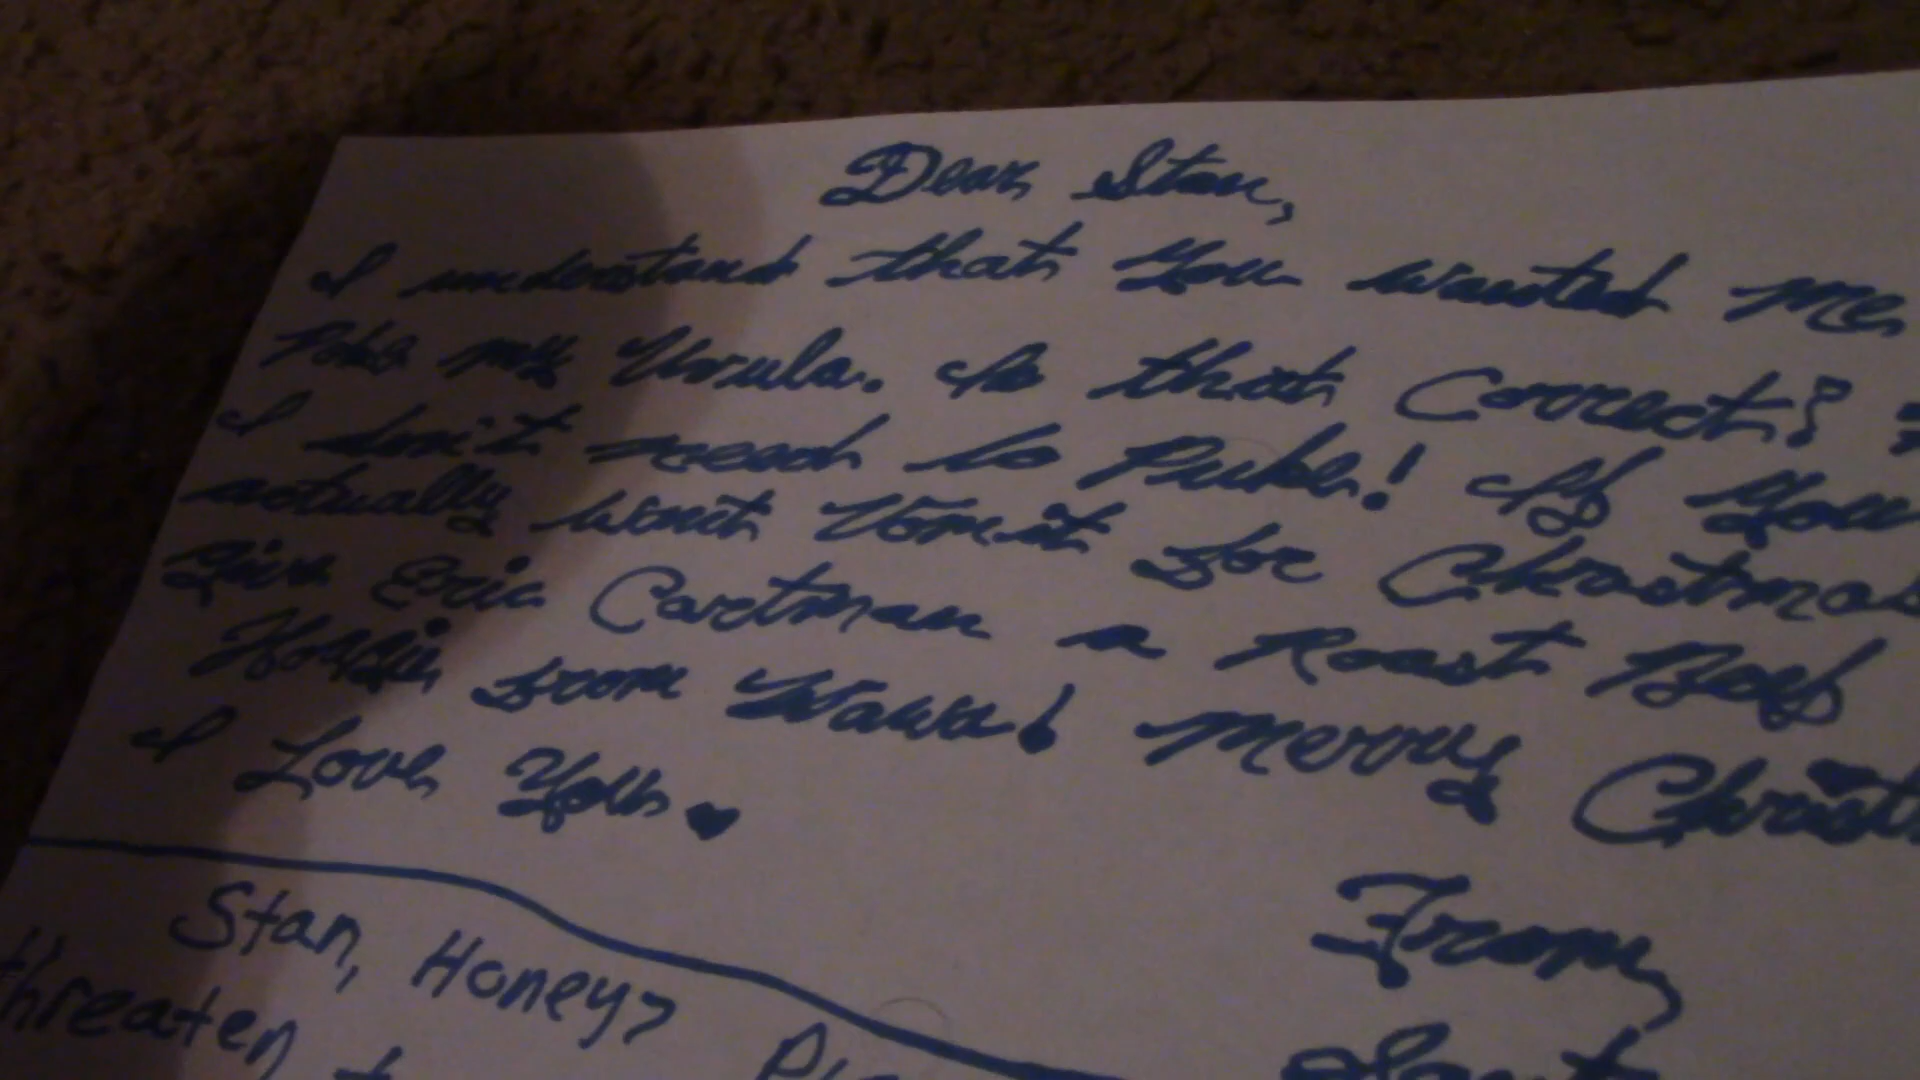 Dear Stan,
I understand that you wanted me
Poke my Uvula. Is that Correct?
I don't need to Puke! If You
actually want Vomit for Christmas
Give Eric Cartman a Roast Beef
Hoagie from Wawa! Merry Christ
I Love You ♥
From,
Stan, Honey,
threaten